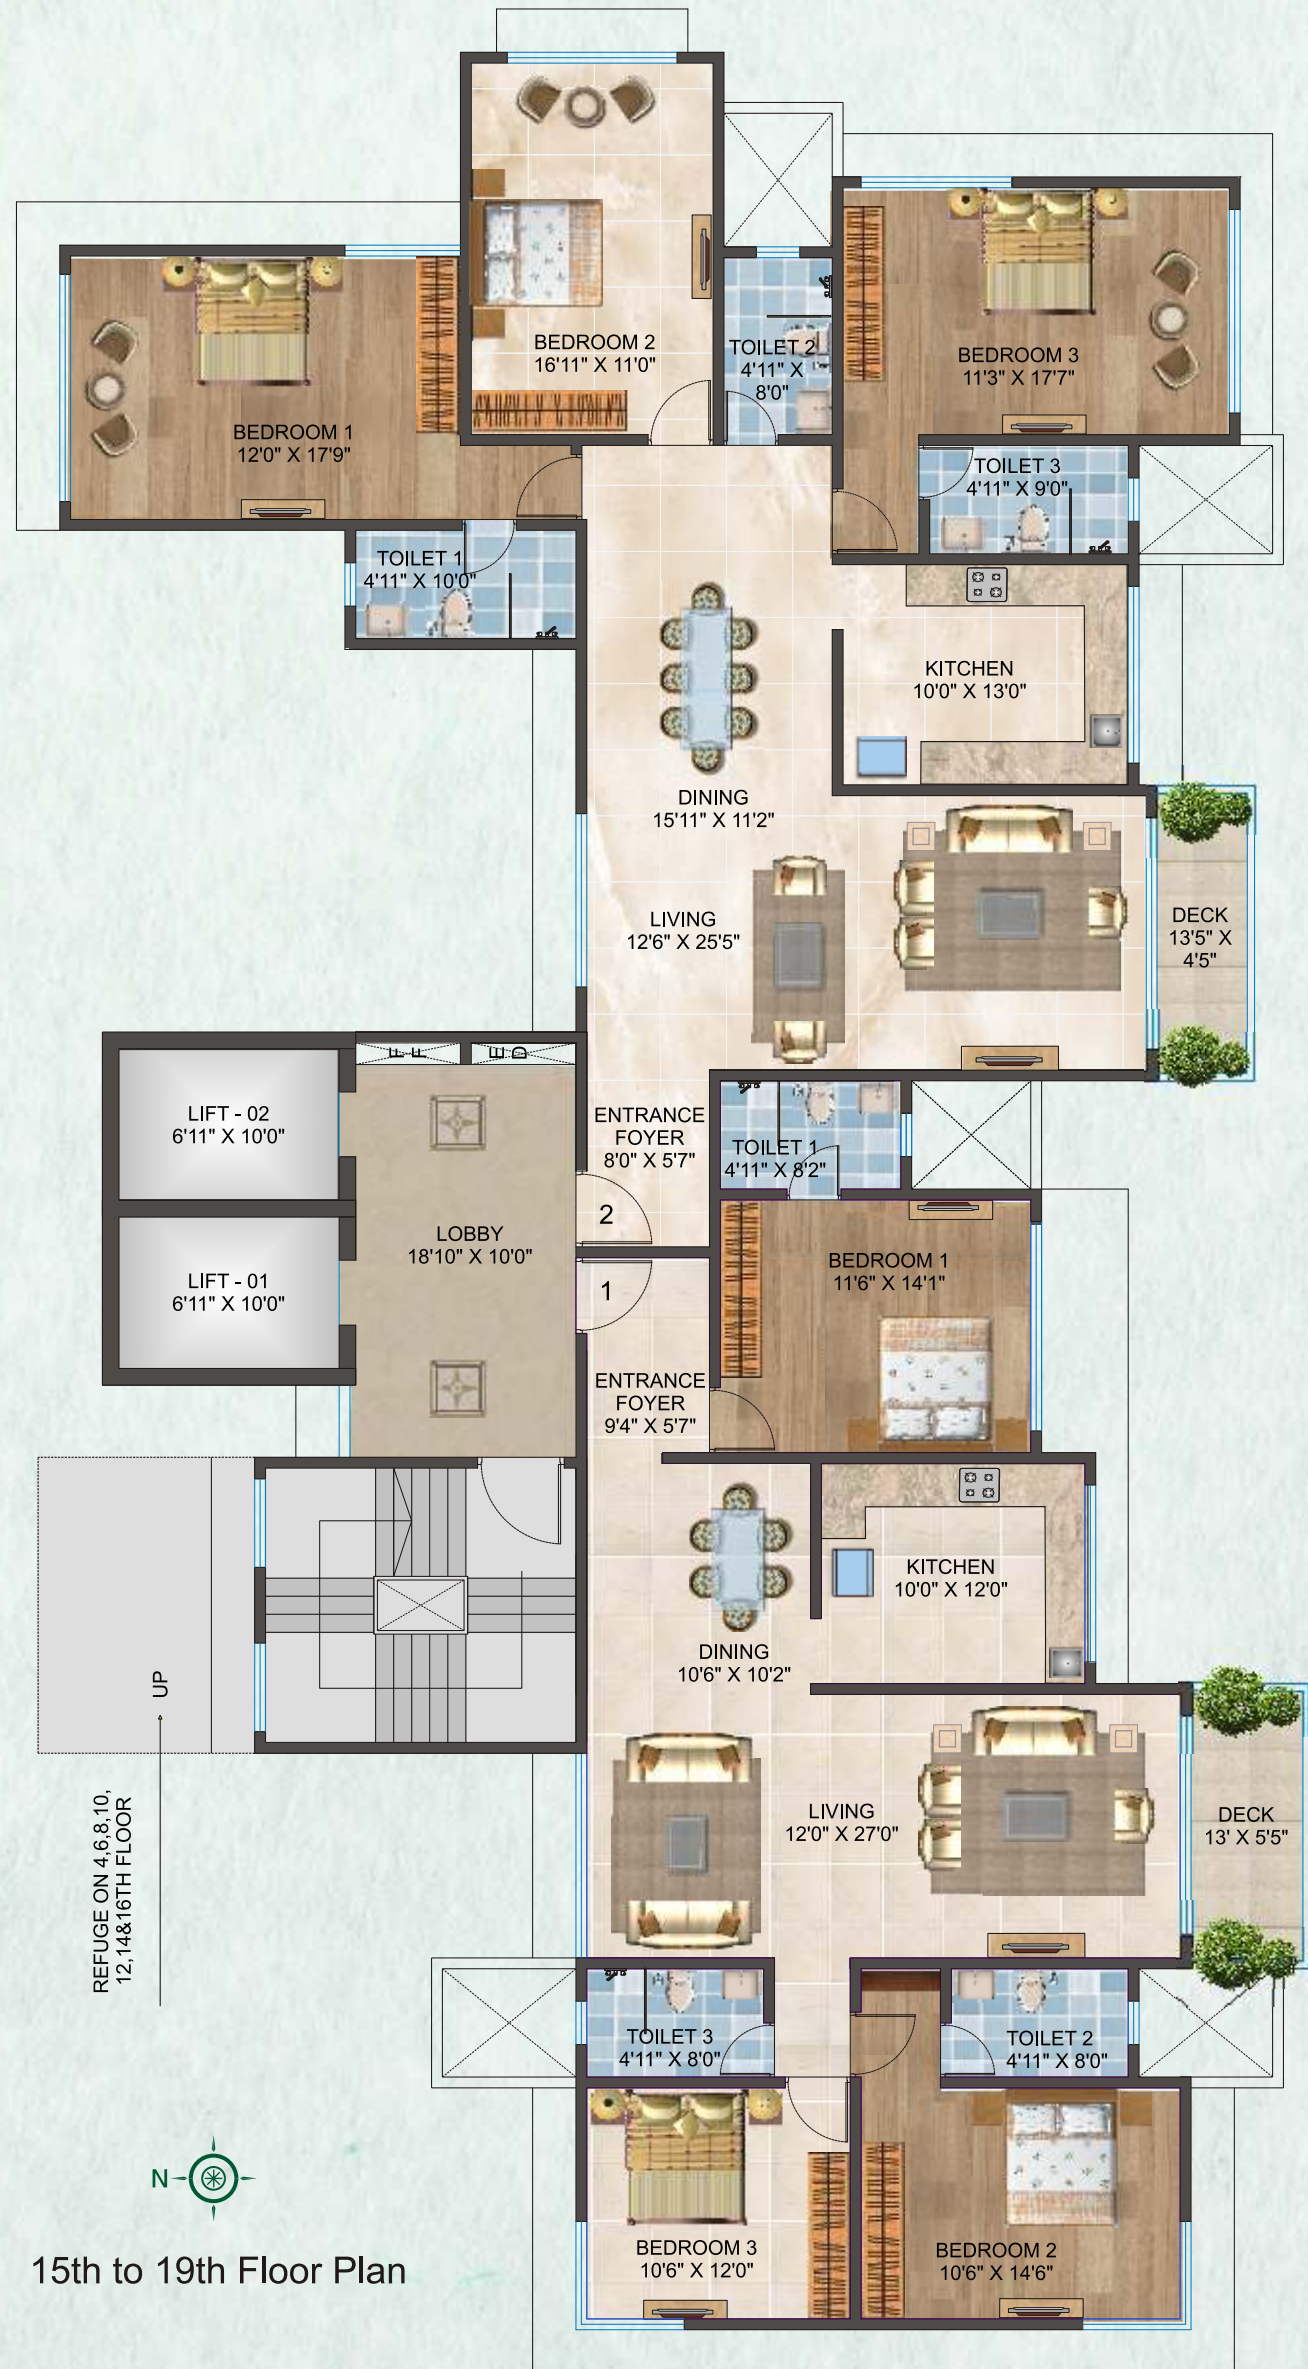 BEDROOM 2
16'11" X 11'0"
TOILET 2
4'11" X
8'0"
BEDROOM 3
11'3" X 17'7"
BEDROOM 1
12'0" X 17'9"
TOILET 3
4'11" X 9'0"
TOILET 1
4'11" X 10'0"
KITCHEN
10'0" X 13'0"
DINING
15'11" X 11'2"
LIVING
12'6" X 25'5"
DECK
13'5" X
4'5"
FF
ED
LIFT - 02
6'11" X 10'0"
ENTRANCE
FOYER
8'0" X 5'7"
TOILET 1
4'11" X 8'2"
2
LOBBY
18'10" X 10'0"
LIFT - 01
6'11" X 10'0"
1
BEDROOM 1
11'6" X 14'1"
ENTRANCE
FOYER
9'4" X 5'7"
KITCHEN
10'0" X 12'0"
DINING
10'6" X 10'2"
UP
LIVING
12'0" X 27'0"
DECK
13' X 5'5"
REFUGE ON 4,6,8,10,
12,14&16TH FLOOR
TOILET 3
4'11" X 8'0"
TOILET 2
4'11" X 8'0"
N
BEDROOM 3
10'6" X 12'0"
BEDROOM 2
10'6" X 14'6"
15th to 19th Floor Plan